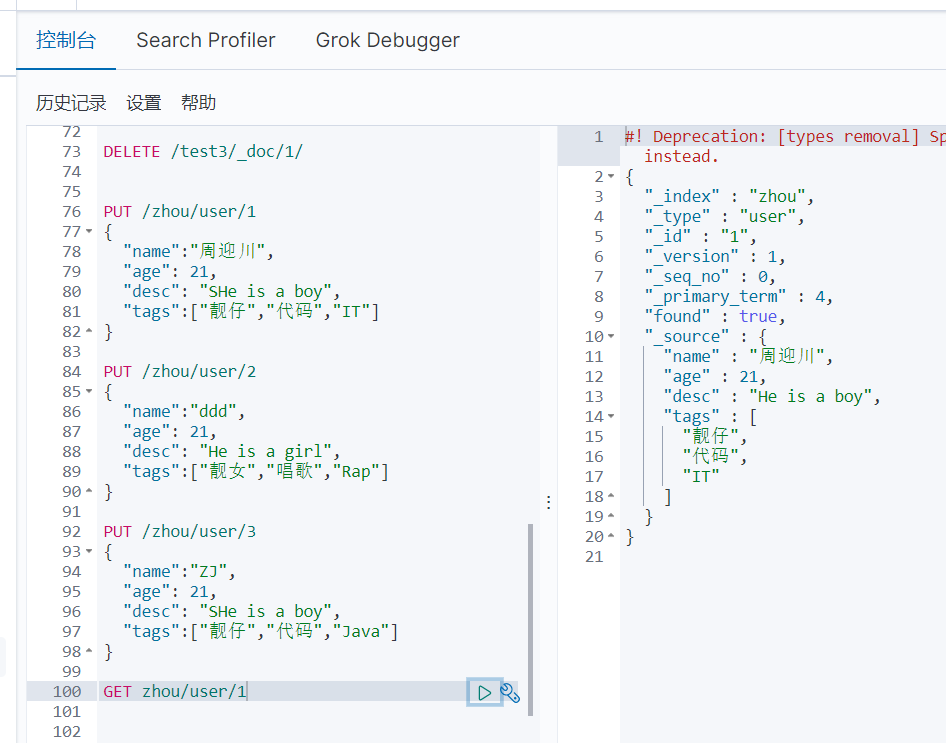 控制台 Search Profiler Grok Debugger
历史记录 设置 帮助
72
73 DELETE /test3/_doc/1/
74
75
76 PUT /zhou/user/1
77 {
78 "name":"周迎川",
79 "age": 21,
80 "desc": "SHe is a boy",
81 "tags":["靓仔","代码","IT"]
82 }
83
84 PUT /zhou/user/2
85 {
86 "name":"ddd",
87 "age": 21,
88 "desc": "He is a girl",
89 "tags":["靓女","唱歌","Rap"]
90 }
91
92 PUT /zhou/user/3
93 {
94 "name":"ZJ",
95 "age": 21,
96 "desc": "SHe is a boy",
97 "tags":["靓仔","代码","Java"]
98 }
99
100 GET zhou/user/1
101
102
1 #! Deprecation: [types removal] Sp
instead.
2 {
3 "_index" : "zhou",
4 "_type" : "user",
5 "_id" : "1",
6 "_version" : 1,
7 "_seq_no" : 0,
8 "_primary_term" : 4,
9 "found" : true,
10 "_source" : {
11 "name" : "周迎川",
12 "age" : 21,
13 "desc" : "He is a boy",
14 "tags" : [
15 "靓仔",
16 "代码",
17 "IT"
18 ]
19 }
20 }
21